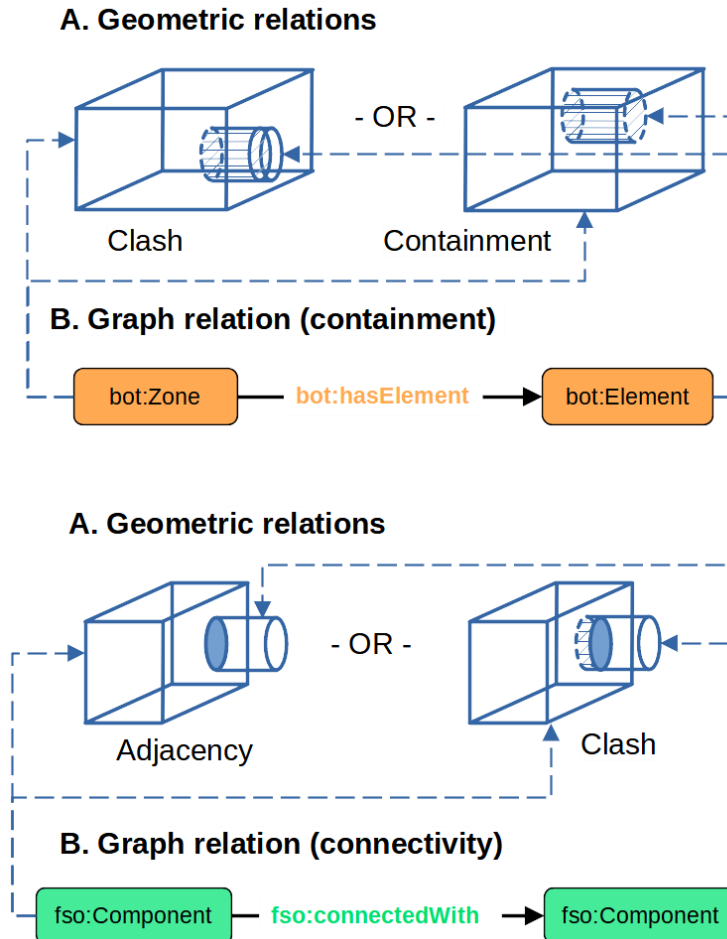 A. Geometric relations
- OR -
Clash
Containment
B. Graph relation (containment)
bot:Zone
bot:hasElement
bot:Element
A. Geometric relations
- OR -
Adjacency
Clash
B. Graph relation (connectivity)
fso:Component
fso:connectedWith
fso:Component